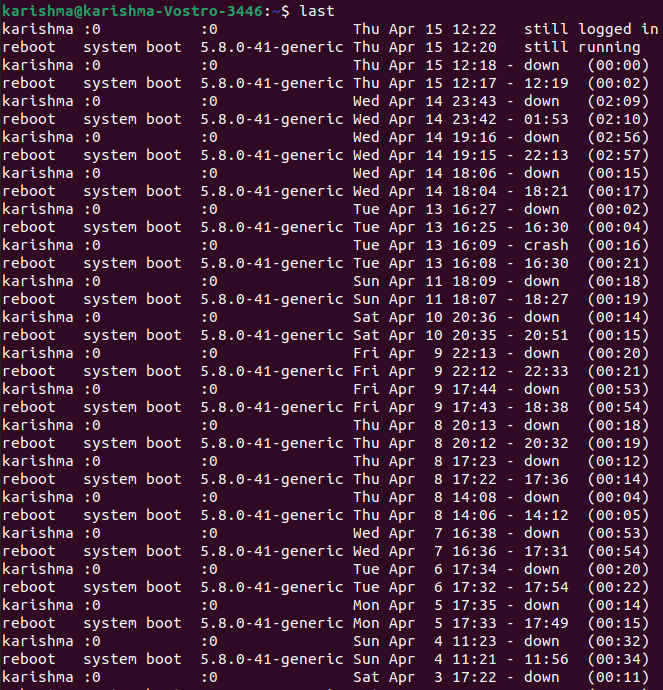 karishma@karishma-Vostro-3446:~$ last
karishma :0           :0               Thu Apr 15 12:22   still logged in
reboot   system boot  5.8.0-41-generic Thu Apr 15 12:20   still running
karishma :0           :0               Thu Apr 15 12:18 - down   (00:00)
reboot   system boot  5.8.0-41-generic Thu Apr 15 12:17 - 12:19  (00:02)
karishma :0           :0               Wed Apr 14 23:43 - down   (02:09)
reboot   system boot  5.8.0-41-generic Wed Apr 14 23:42 - 01:53  (02:10)
karishma :0           :0               Wed Apr 14 19:16 - down   (02:56)
reboot   system boot  5.8.0-41-generic Wed Apr 14 19:15 - 22:13  (02:57)
karishma :0           :0               Wed Apr 14 18:06 - down   (00:15)
reboot   system boot  5.8.0-41-generic Wed Apr 14 18:04 - 18:21  (00:17)
karishma :0           :0               Tue Apr 13 16:27 - down   (00:02)
reboot   system boot  5.8.0-41-generic Tue Apr 13 16:25 - 16:30  (00:04)
karishma :0           :0               Tue Apr 13 16:09 - crash  (00:16)
reboot   system boot  5.8.0-41-generic Tue Apr 13 16:08 - 16:30  (00:21)
karishma :0           :0               Sun Apr 11 18:09 - down   (00:18)
reboot   system boot  5.8.0-41-generic Sun Apr 11 18:07 - 18:27  (00:19)
karishma :0           :0               Sat Apr 10 20:36 - down   (00:14)
reboot   system boot  5.8.0-41-generic Sat Apr 10 20:35 - 20:51  (00:15)
karishma :0           :0               Fri Apr  9 22:13 - down   (00:20)
reboot   system boot  5.8.0-41-generic Fri Apr  9 22:12 - 22:33  (00:21)
karishma :0           :0               Fri Apr  9 17:44 - down   (00:53)
reboot   system boot  5.8.0-41-generic Fri Apr  9 17:43 - 18:38  (00:54)
karishma :0           :0               Thu Apr  8 20:13 - down   (00:18)
reboot   system boot  5.8.0-41-generic Thu Apr  8 20:12 - 20:32  (00:19)
karishma :0           :0               Thu Apr  8 17:23 - down   (00:12)
reboot   system boot  5.8.0-41-generic Thu Apr  8 17:22 - 17:36  (00:14)
karishma :0           :0               Thu Apr  8 14:08 - down   (00:04)
reboot   system boot  5.8.0-41-generic Thu Apr  8 14:06 - 14:12  (00:05)
karishma :0           :0               Wed Apr  7 16:38 - down   (00:53)
reboot   system boot  5.8.0-41-generic Wed Apr  7 16:36 - 17:31  (00:54)
karishma :0           :0               Tue Apr  6 17:34 - down   (00:20)
reboot   system boot  5.8.0-41-generic Tue Apr  6 17:32 - 17:54  (00:22)
karishma :0           :0               Mon Apr  5 17:35 - down   (00:14)
reboot   system boot  5.8.0-41-generic Mon Apr  5 17:33 - 17:49  (00:15)
karishma :0           :0               Sun Apr  4 11:23 - down   (00:32)
reboot   system boot  5.8.0-41-generic Sun Apr  4 11:21 - 11:56  (00:34)
karishma :0           :0               Sat Apr  3 17:22 - down   (00:11)